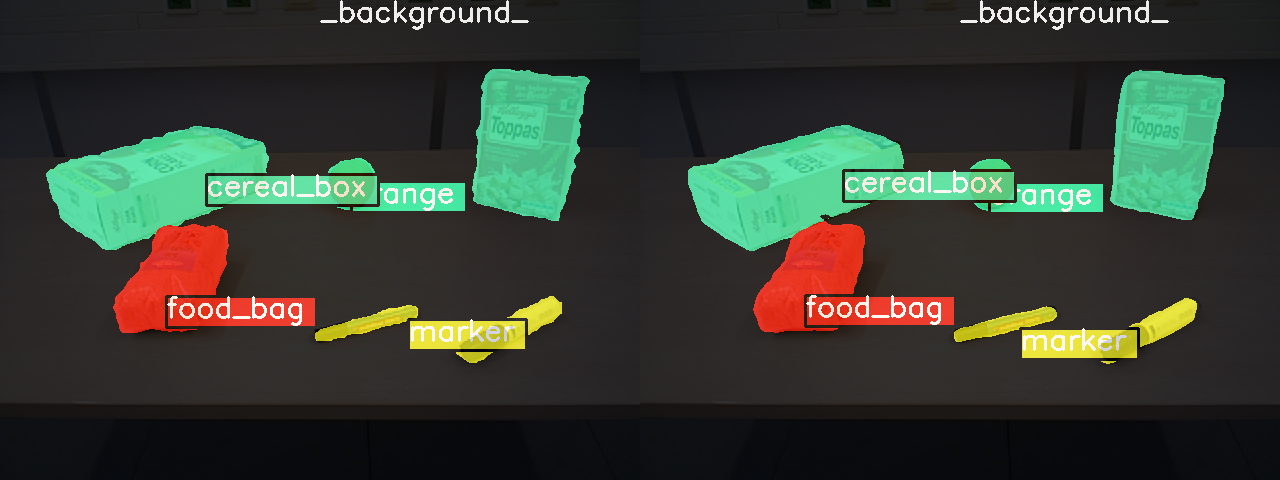 _background_
_background_
Toppas
Toppas
cereal_box
range
cereal_box
range
food_bag
food_bag
marker
marker